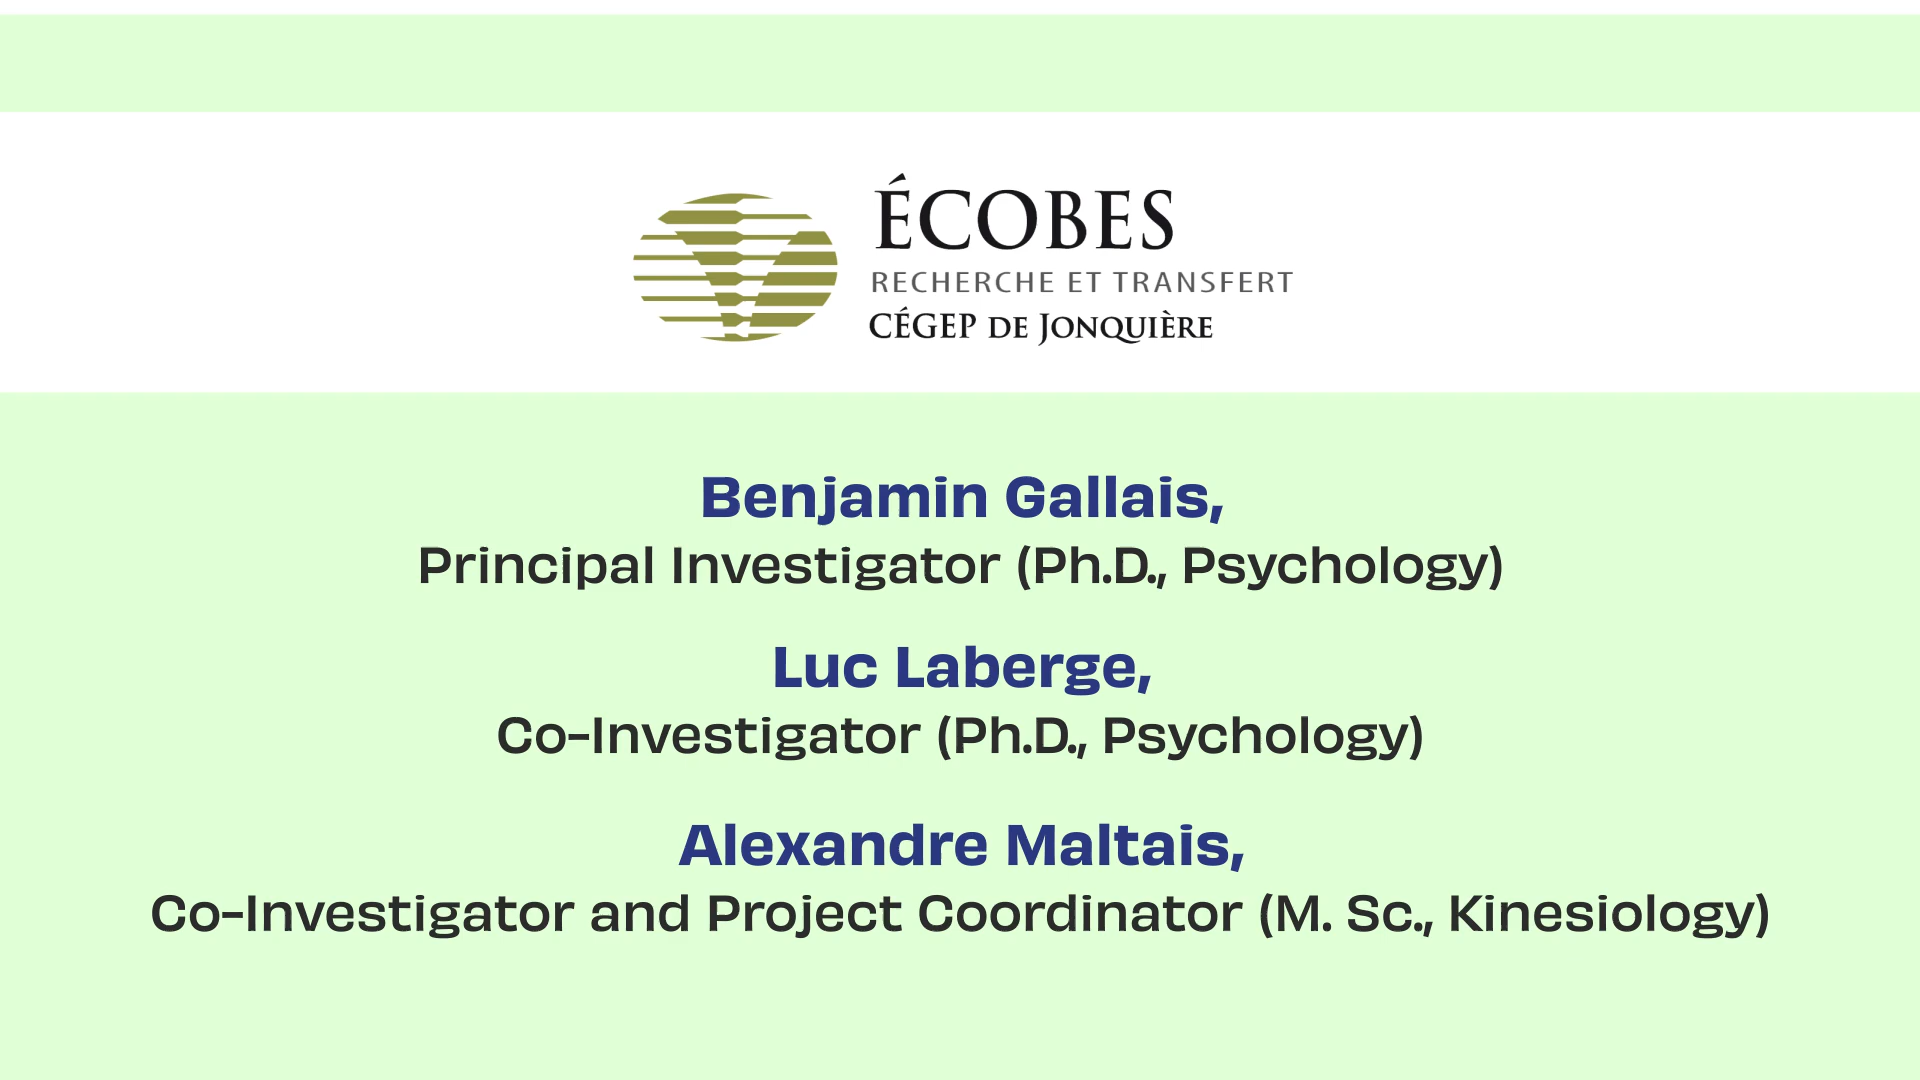 ÉCOBES
RECHERCHE ET TRANSFERT
CÉGEP DE JONQUIÈRE
Benjamin Gallais,
Principal Investigator (Ph.D., Psychology)
Luc Laberge,
Co-Investigator (Ph.D., Psychology)
Alexandre Maltais,
Co-Investigator and Project Coordinator (M. Sc., Kinesiology)